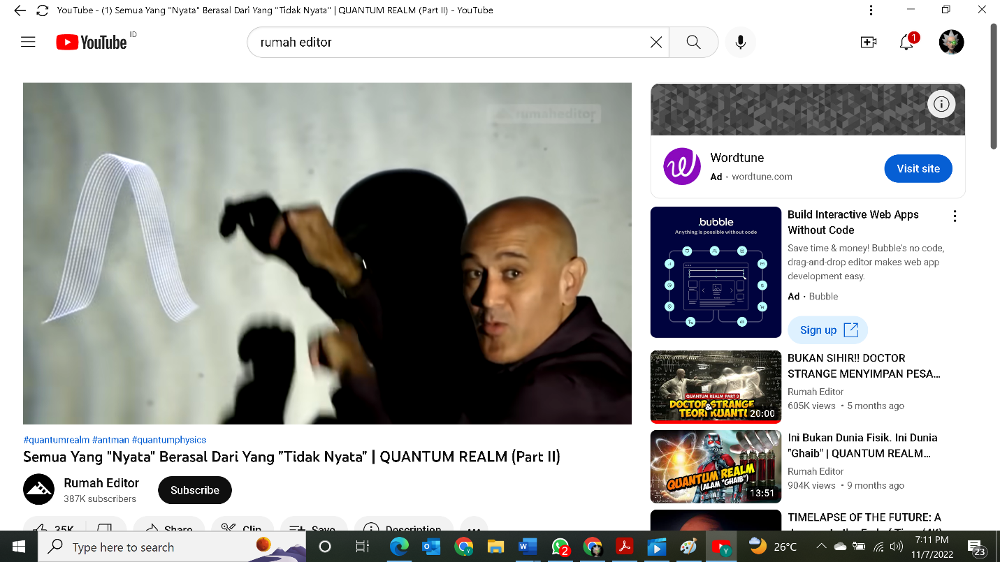 YouTube - (1) Semua Yang "Nyata" Berasal Dari Yang "Tidak Nyata" | QUANTUM REALM (Part II) - YouTube
YouTube ID
rumah editor
1
rumaheditor
Wordtune
Ad · wordtune.com
Visit site
.bubble
Anything is possible without code
Build Interactive Web Apps
Without Code
Save time & money! Bubble's no code,
drag-and-drop editor makes web app
development easy.
Ad · Bubble
Sign up
QUANTUM REALM PART 3
DOCTOR STRANGE
&
TEORI KUANTU
20:00
BUKAN SIHIR!! DOCTOR
STRANGE MENYIMPAN PESA...
Rumah Editor
605K views · 5 months ago
QUANTUM REALM
(ALAM "GHAIB")
13:51
Ini Bukan Dunia Fisik. Ini Dunia
"Ghaib" | QUANTUM REALM...
Rumah Editor
904K views · 9 months ago
TIMELAPSE OF THE FUTURE: A
#quantumrealm #antman #quantumphysics
Semua Yang "Nyata" Berasal Dari Yang "Tidak Nyata" | QUANTUM REALM (Part II)
Rumah Editor
387K subscribers
Subscribe
35K
Share
Clip
Save
Description
Type here to search
2
26°C
7:11 PM
11/7/2022
23